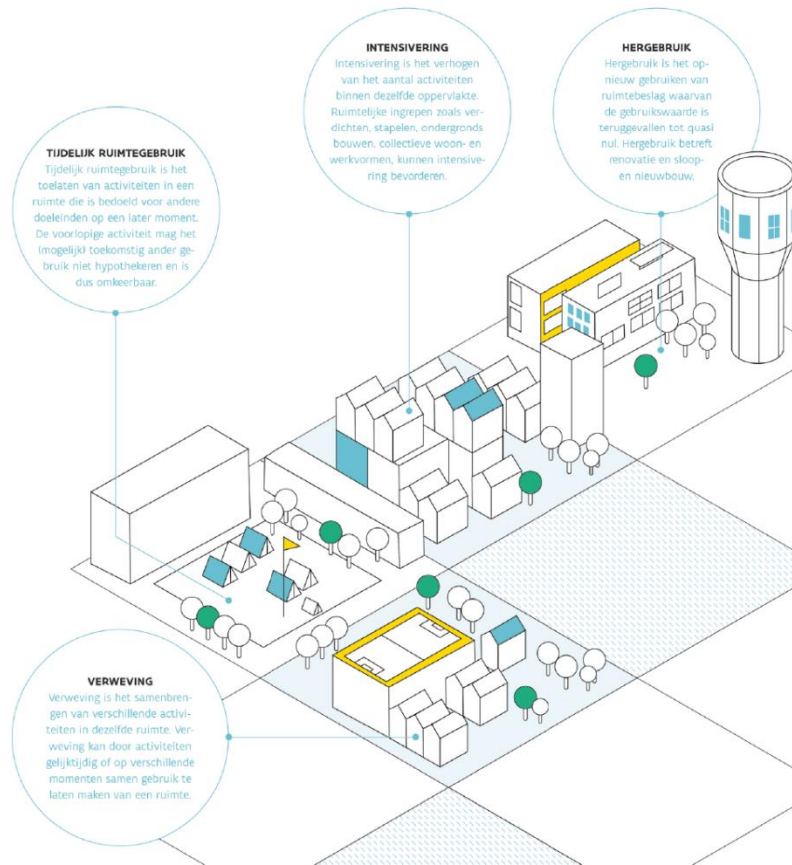 INTENSIVERING
Intensivering is het verhogen
van het aantal activiteiten
binnen dezelfde oppervlakte.
Ruimtelijke ingrepen zoals ver-
dichten, stapelen, ondergronds
bouwen, collectieve woon- en
werkvormen, kunnen intensive-
ring bevorderen.
HERGEBRUIK
Hergebruik is het op-
nieuw gebruiken van
ruimtebeslag waarvan
de gebruikswaarde is
teruggevallen tot quasi
nul. Hergebruik betreft
renovatie en sloop-
en nieuwbouw.
TIJDELIJK RUIMTEGEBRUIK
Tijdelijk ruimtegebruik is het
toelaten van activiteiten in een
ruimte die is bedoeld voor andere
doeleinden op een later moment.
De voorlopige activiteit mag het
(mogelijk) toekomstig ander ge-
bruik niet hypothekeren en is
dus omkeerbaar.
VERWEVING
Verweving is het samenbren-
gen van verschillende activi-
teiten in dezelfde ruimte. Ver-
weving kan door activiteiten
gelijktijdig of op verschillende
momenten samen gebruik te
laten maken van een ruimte.